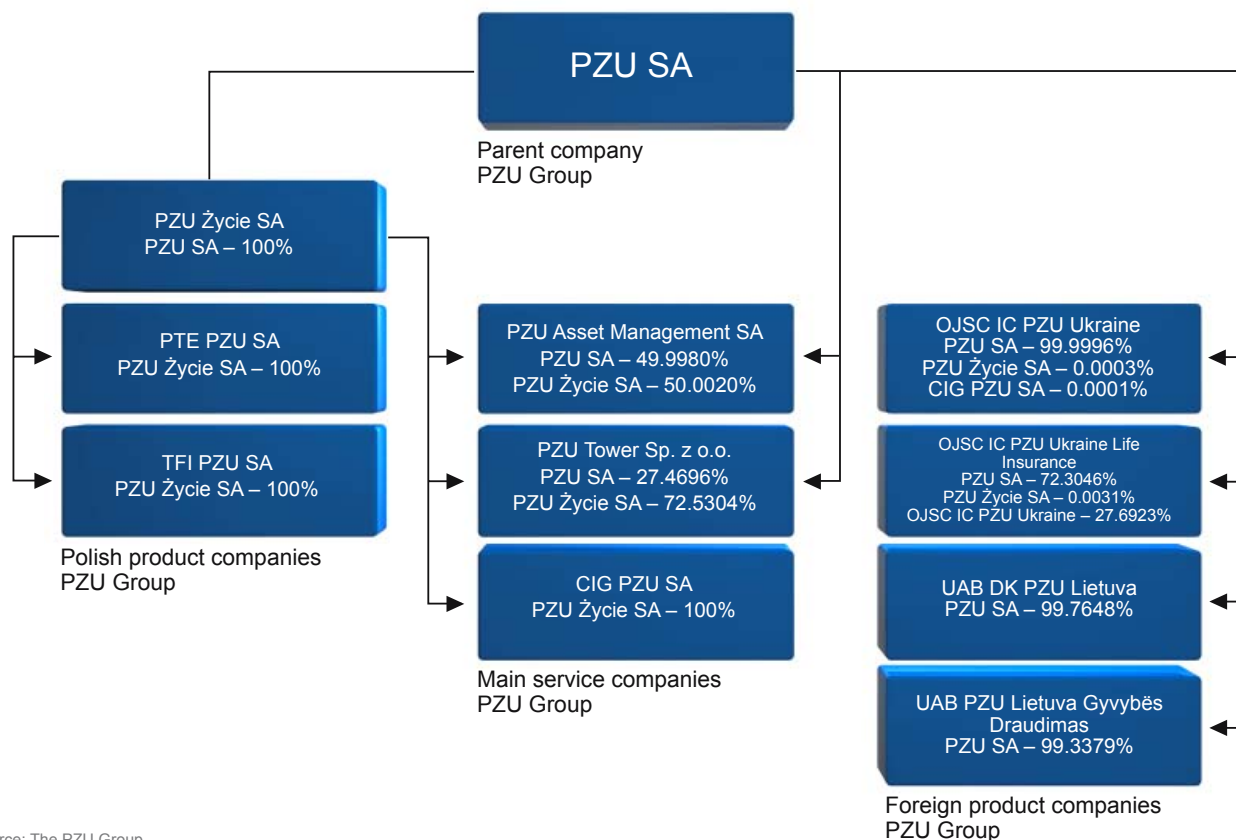 PZU SA
Parent company
PZU Group
PZU Życie SA
PZU SA – 100%
PTE PZU SA
PZU Życie SA – 100%
TFI PZU SA
PZU Życie SA – 100%
Polish product companies
PZU Group
PZU Asset Management SA
PZU SA – 49.9980%
PZU Życie SA – 50.0020%
PZU Tower Sp. z o.o.
PZU SA – 27.4696%
PZU Życie SA – 72.5304%
CIG PZU SA
PZU Życie SA – 100%
Main service companies
PZU Group
OJSC IC PZU Ukraine
PZU SA – 99.9996%
PZU Życie SA – 0.0003%
CIG PZU SA – 0.0001%
OJSC IC PZU Ukraine Life
Insurance
PZU SA – 72.3046%
PZU Życie SA – 0.0031%
OJSC IC PZU Ukraine – 27.6923%
UAB DK PZU Lietuva
PZU SA – 99.7648%
UAB PZU Lietuva Gyvybës
Draudimas
PZU SA – 99.3379%
Foreign product companies
PZU Group
rce: The PZU Group